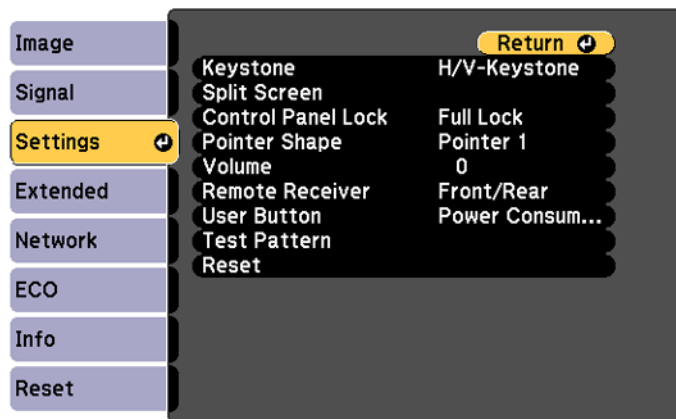 Image
Signal
Settings
Extended
Network
ECO
Info
Reset
Return
Keystone H/V-Keystone
Split Screen
Control Panel Lock Full Lock
Pointer Shape Pointer 1
Volume 0
Remote Receiver Front/Rear
User Button Power Consum...
Test Pattern
Reset